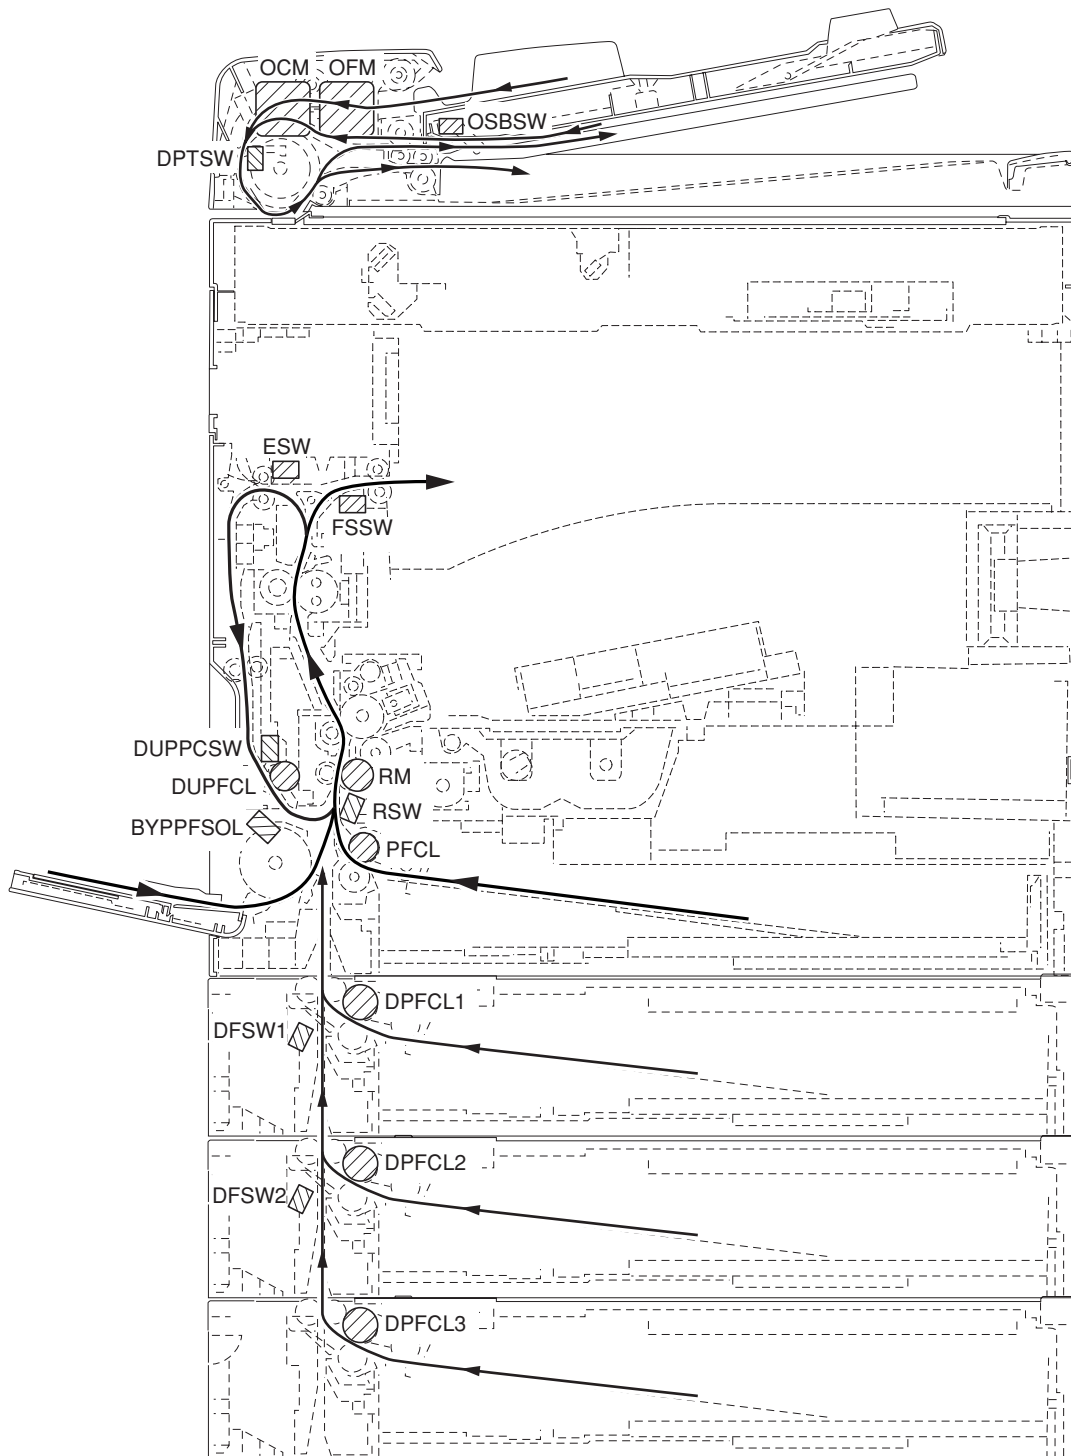 OCM OFM
OSBSW
DPTSW
ESW
FSSW
DUPPCSW
RM
DUPFCL
RSW
BYPPFSOL
PFCL
DPFCL1
DFSW1
DPFCL2
DFSW2
DPFCL3